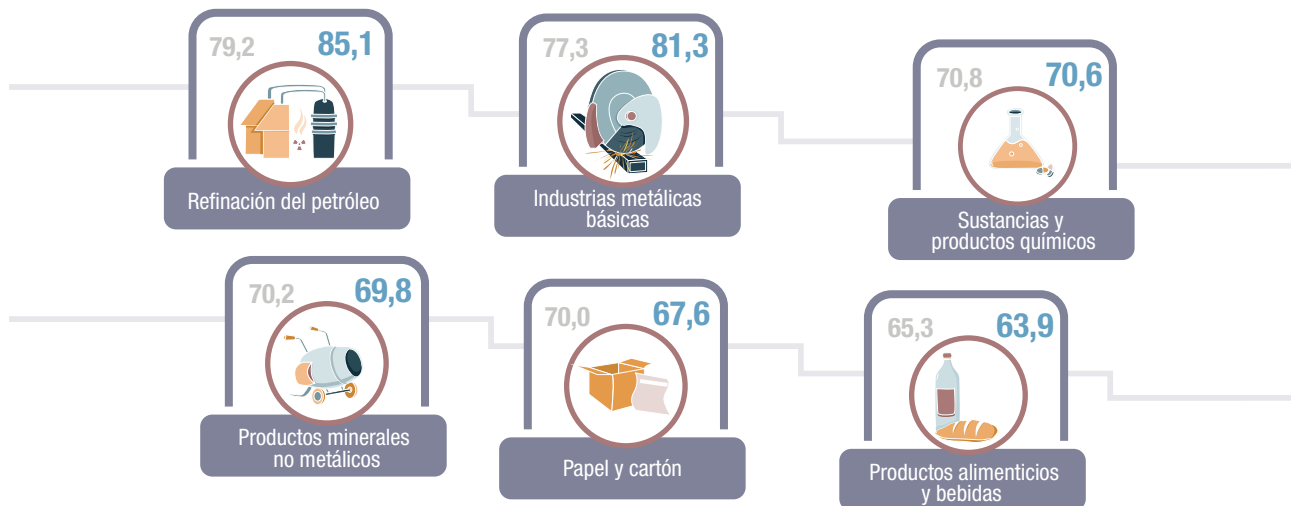 79,2 85,1
Refinación del petróleo
77,3 81,3
Industrias metálicas
básicas
70,8 70,6
Sustancias y
productos químicos
70,2 69,8
Productos minerales
no metálicos
70,0 67,6
Papel y cartón
65,3 63,9
Productos alimenticios
y bebidas